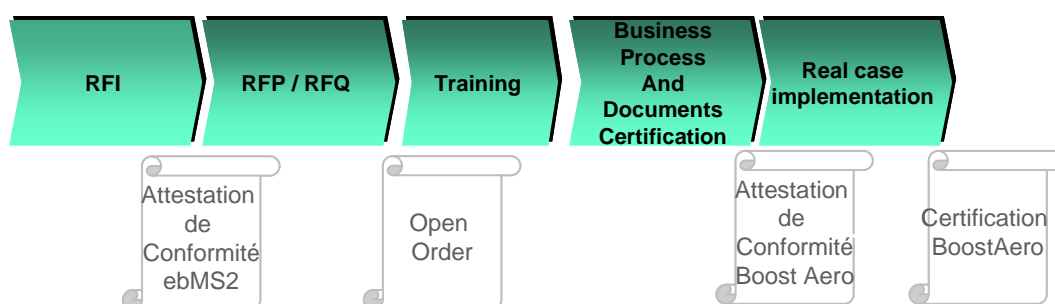 RFI
RFP / RFQ
Training
Business
Process
And
Documents
Certification
Real case
implementation
Attestation
de
Conformité
ebMS2
Open
Order
Attestation
de
Conformité
Boost Aero
Certification
BoostAero